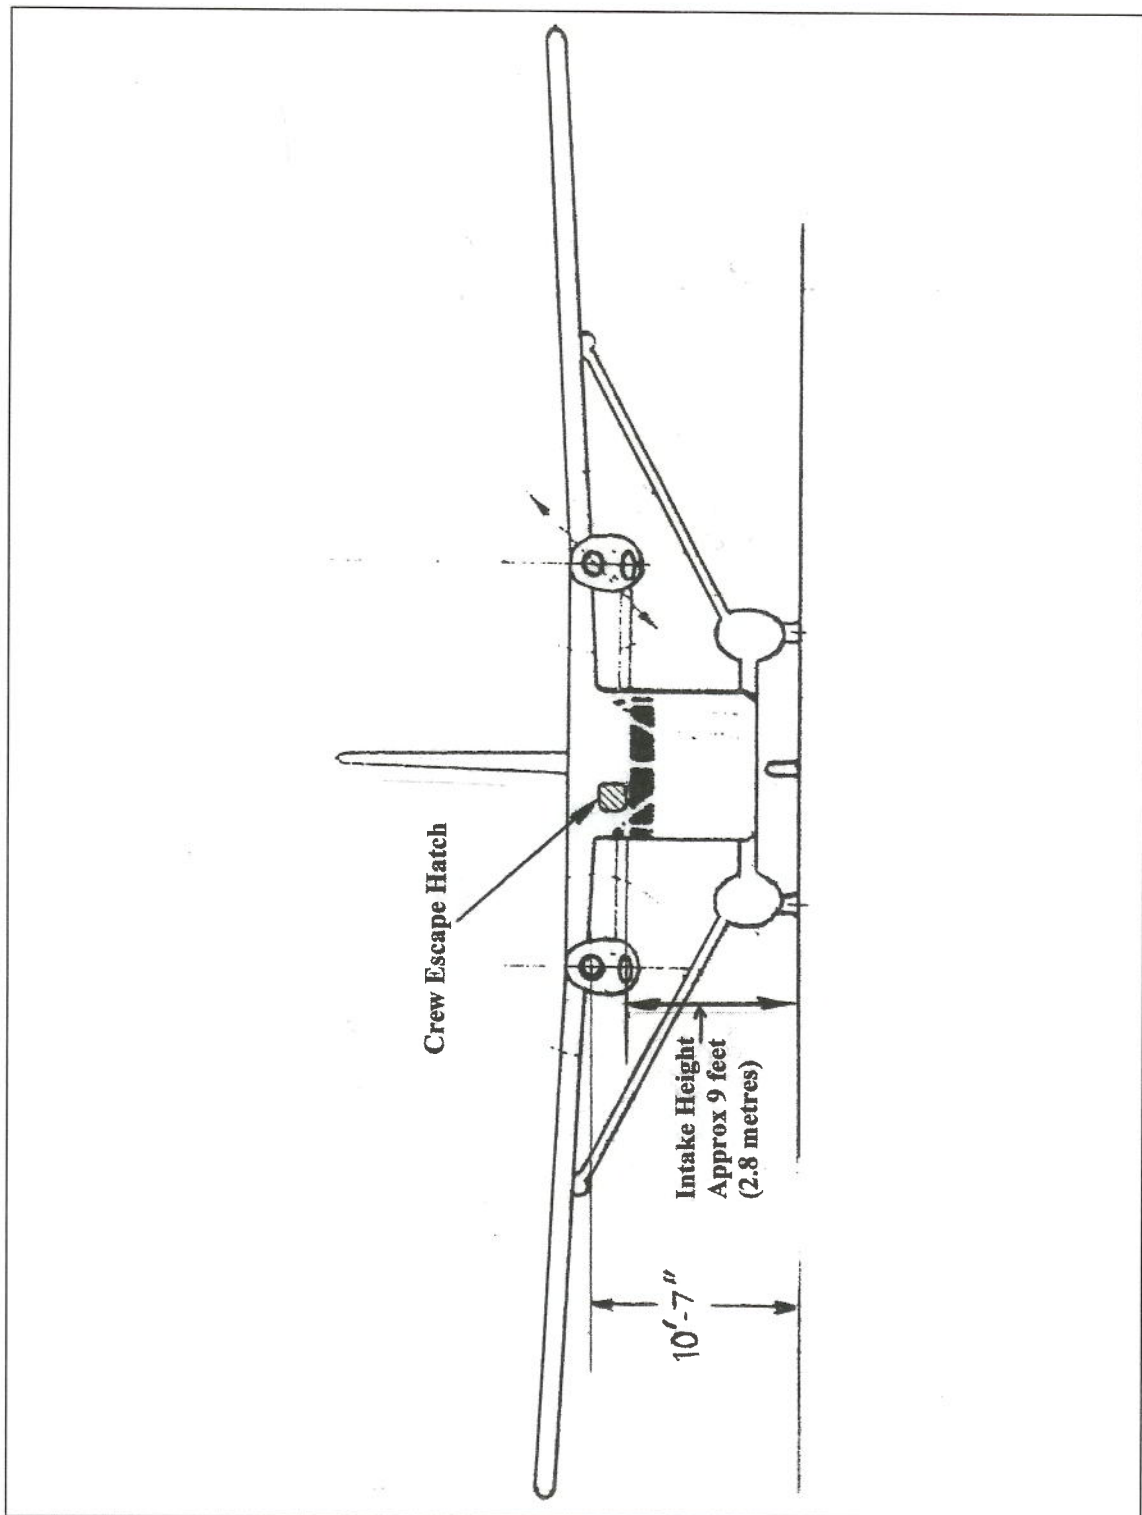 Crew Escape Hatch
Intake Height
Approx 9 feet
(2.8 metres)
10'-7"